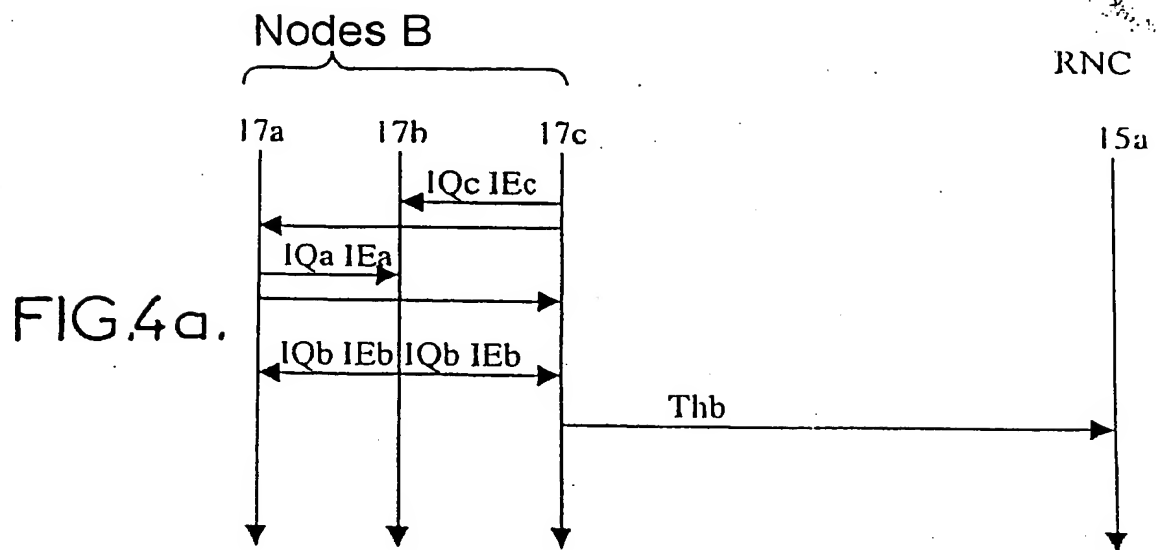 Nodes B
RNC
17a 17b 17c 15a
IQc IEc
IQa IEa
FIG.4a.
IQb IEb IQb IEb
Thb